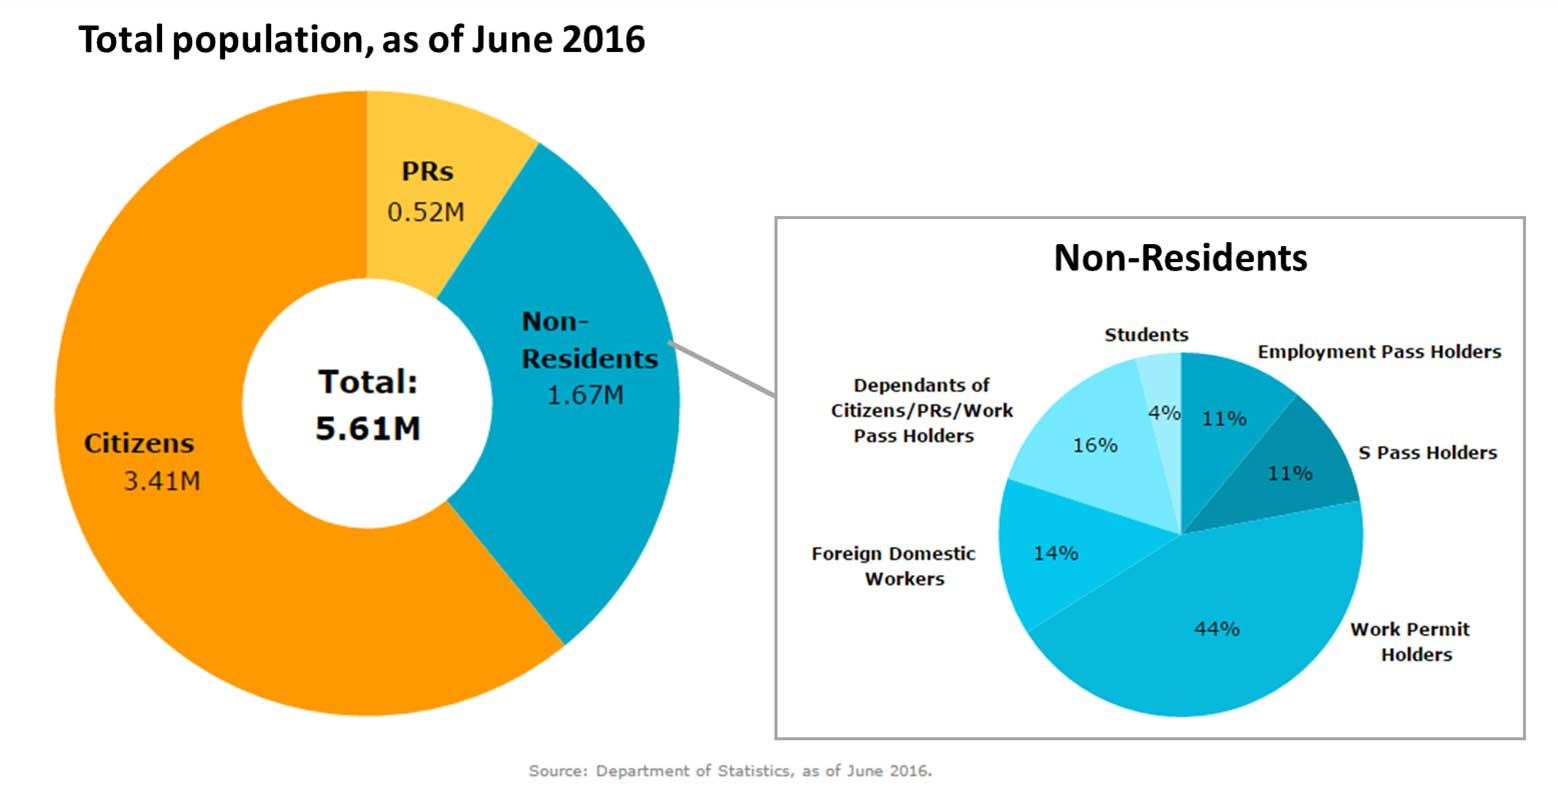 Total population, as of June 2016
PRs
0.52M
Non-
Residents
1.67M
Total:
5.61M
Citizens
3.41M
Non-Residents
Students
4%
Employment Pass Holders
11%
S Pass Holders
11%
Dependants of
Citizens/PRs/Work
Pass Holders
16%
Foreign Domestic
Workers
14%
Work Permit
Holders
44%
Source: Department of Statistics, as of June 2016.